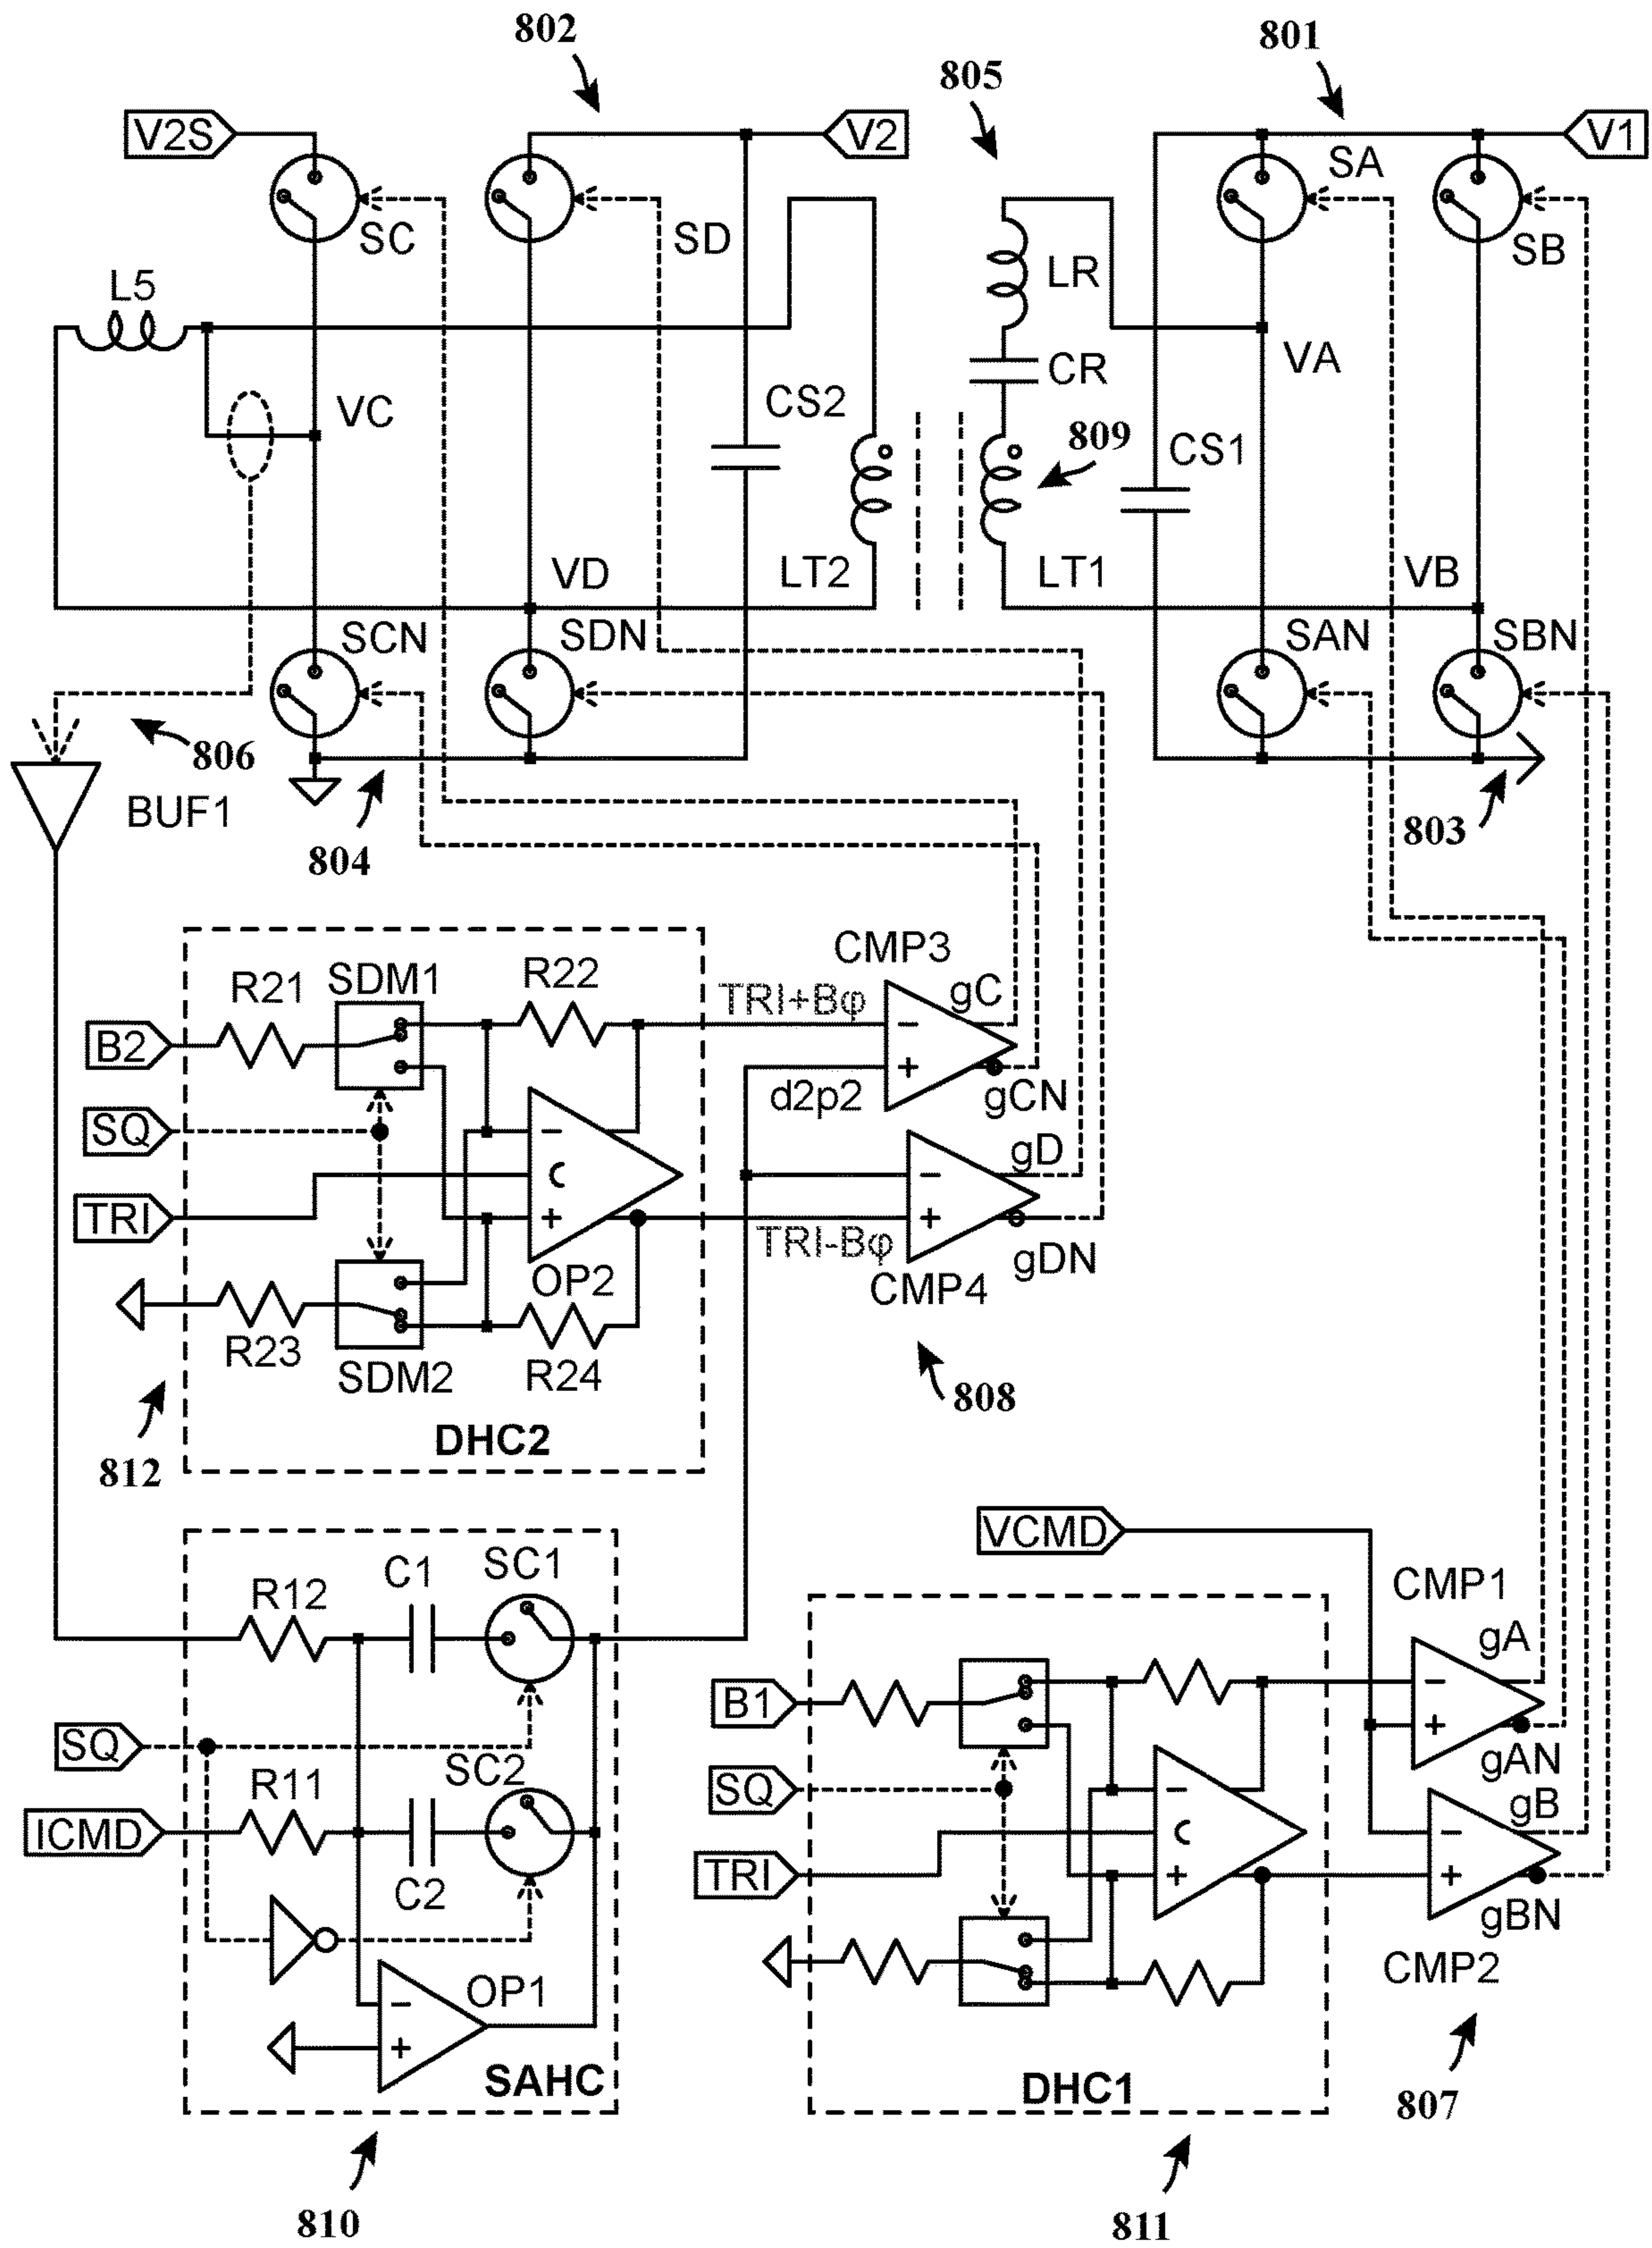 802
801
805
V2S
V2
V1
SA
SC
SD
SB
L5
LR
VA
CR
VC
CS2
809
CS1
VD
LT2
LT1
VB
SCN
SDN
SAN
SBN
806
BUF1
804
803
CMP3
R21
SDM1
R22
TRI+Bφ
gC
B2
−
+
d2p2
gCN
SQ
−
gD
C
−
TRI
+
+
TRI-Bφ
gDN
OP2
CMP4
R23
SDM2
R24
808
DHC2
812
VCMD
C1
SC1
R12
CMP1
gA
B1
−
SQ
SC2
+
R11
SQ
−
gAN
gB
ICMD
C
−
C2
TRI
+
+
gBN
OP1
CMP2
−
+
SAHC
DHC1
807
810
811